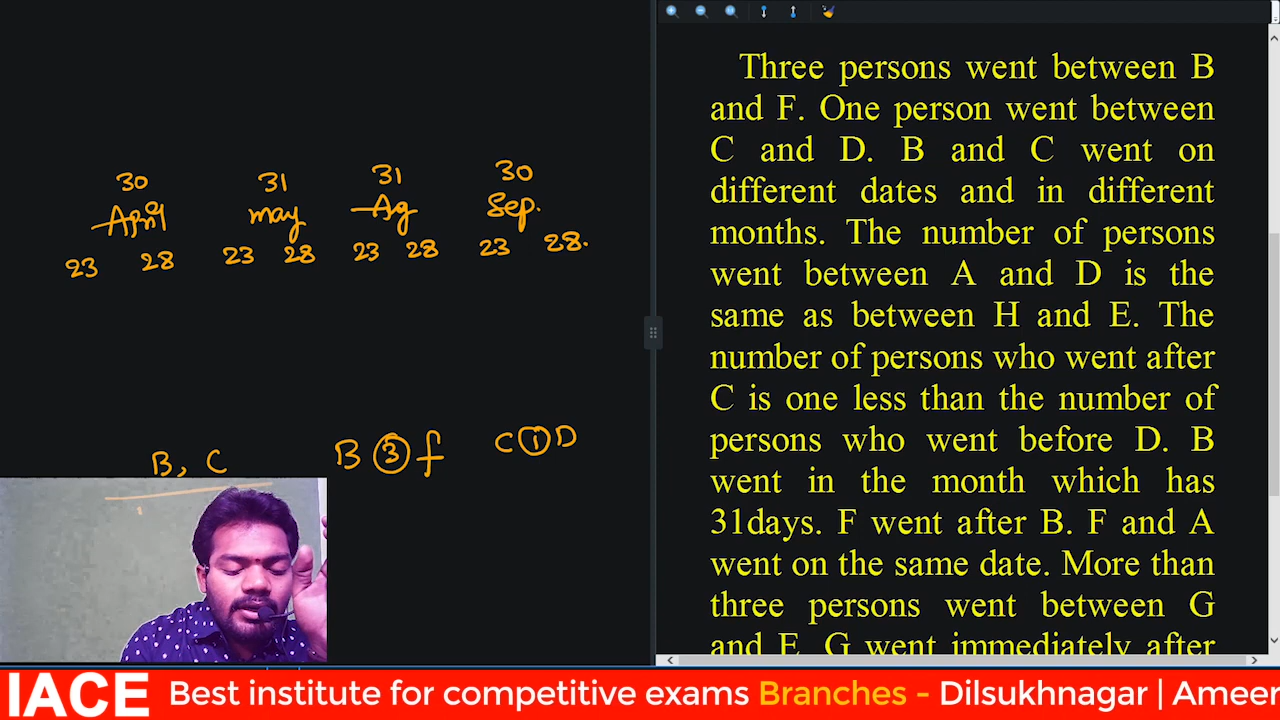 30 31 31 30
April may Ag Sep.
23 28 23 28 23 28 23 28.
B, C B 3 f C 1 D
Three persons went between B
and F. One person went between
C and D. B and C went on
different dates and in different
months. The number of persons
went between A and D is the
same as between H and E. The
number of persons who went after
C is one less than the number of
persons who went before D. B
went in the month which has
31days. F went after B. F and A
went on the same date. More than
three persons went between G
and E. G went immediately after
IACE Best institute for competitive exams Branches - Dilsukhnagar | Ameer